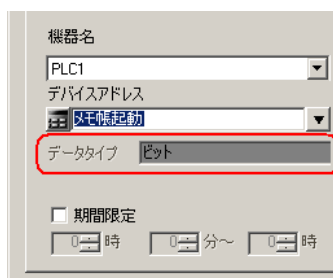 機器名
PLC1
デバイスアドレス
メモ帳起動
データタイプ ビット
期間限定
0 時 0 分～ 0 時